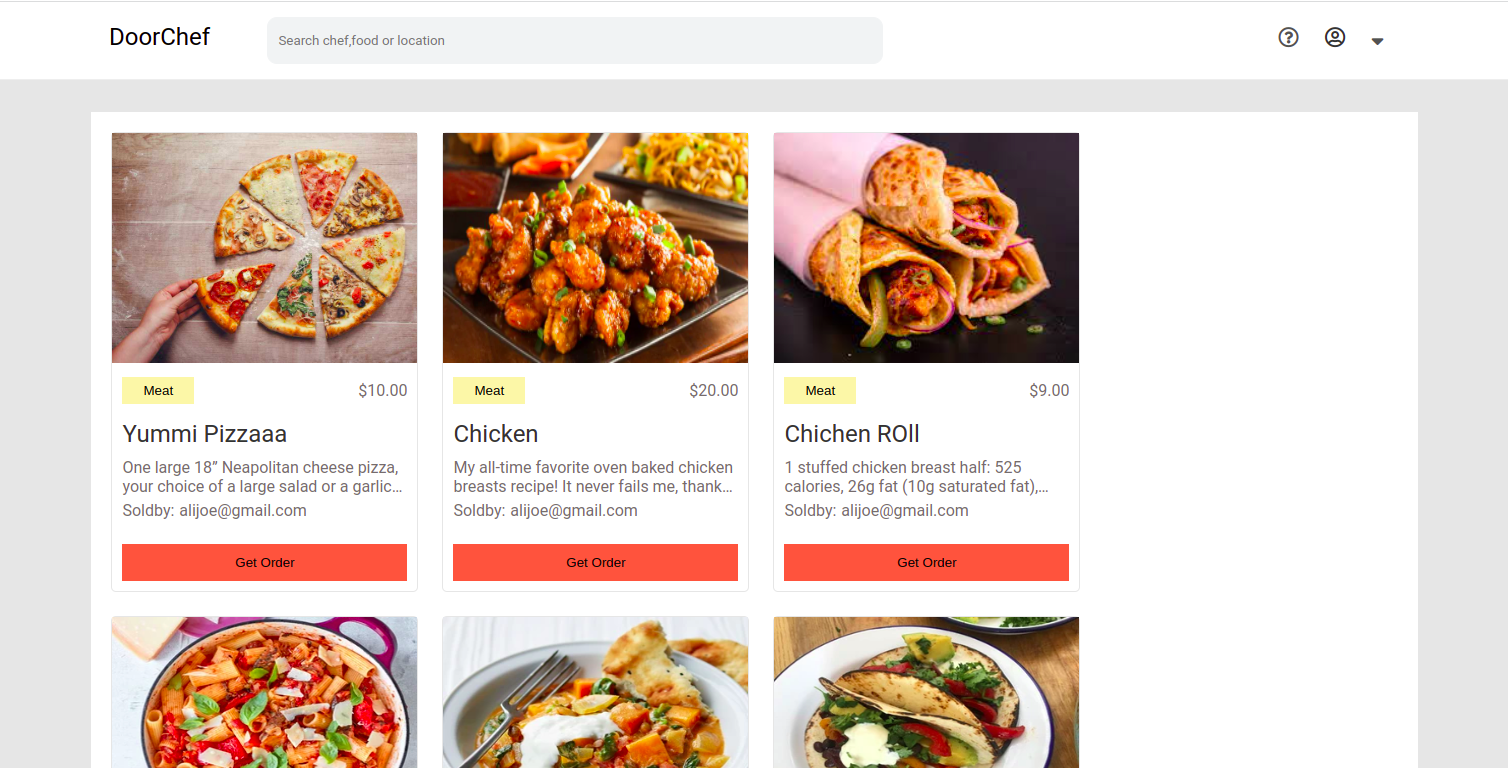 DoorChef
Search chef,food or location
Meat
$10.00
Yummi Pizzaaa
One large 18” Neapolitan cheese pizza,
your choice of a large salad or a garlic...
Soldby: alijoe@gmail.com
Get Order
Meat
$20.00
Chicken
My all-time favorite oven baked chicken
breasts recipe! It never fails me, thank...
Soldby: alijoe@gmail.com
Get Order
Meat
$9.00
Chichen ROll
1 stuffed chicken breast half: 525
calories, 26g fat (10g saturated fat),...
Soldby: alijoe@gmail.com
Get Order